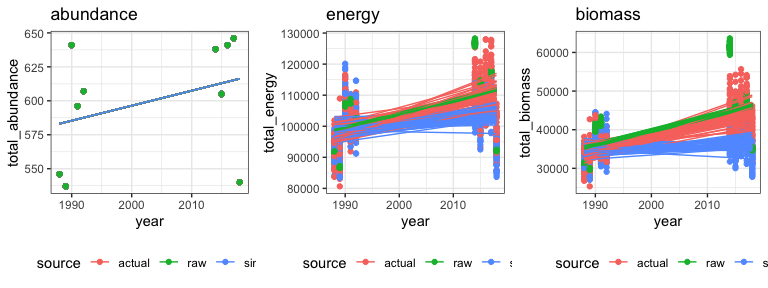 abundance
total_abundance
650
625
600
575
550
1990
2000
2010
year
source
actual
raw
sir
energy
total_energy
130000
120000
110000
100000
90000
80000
1990
2000
2010
year
source
actual
raw
biomass
total_biomass
60000
50000
40000
30000
1990
2000
2010
year
source
actual
raw
s